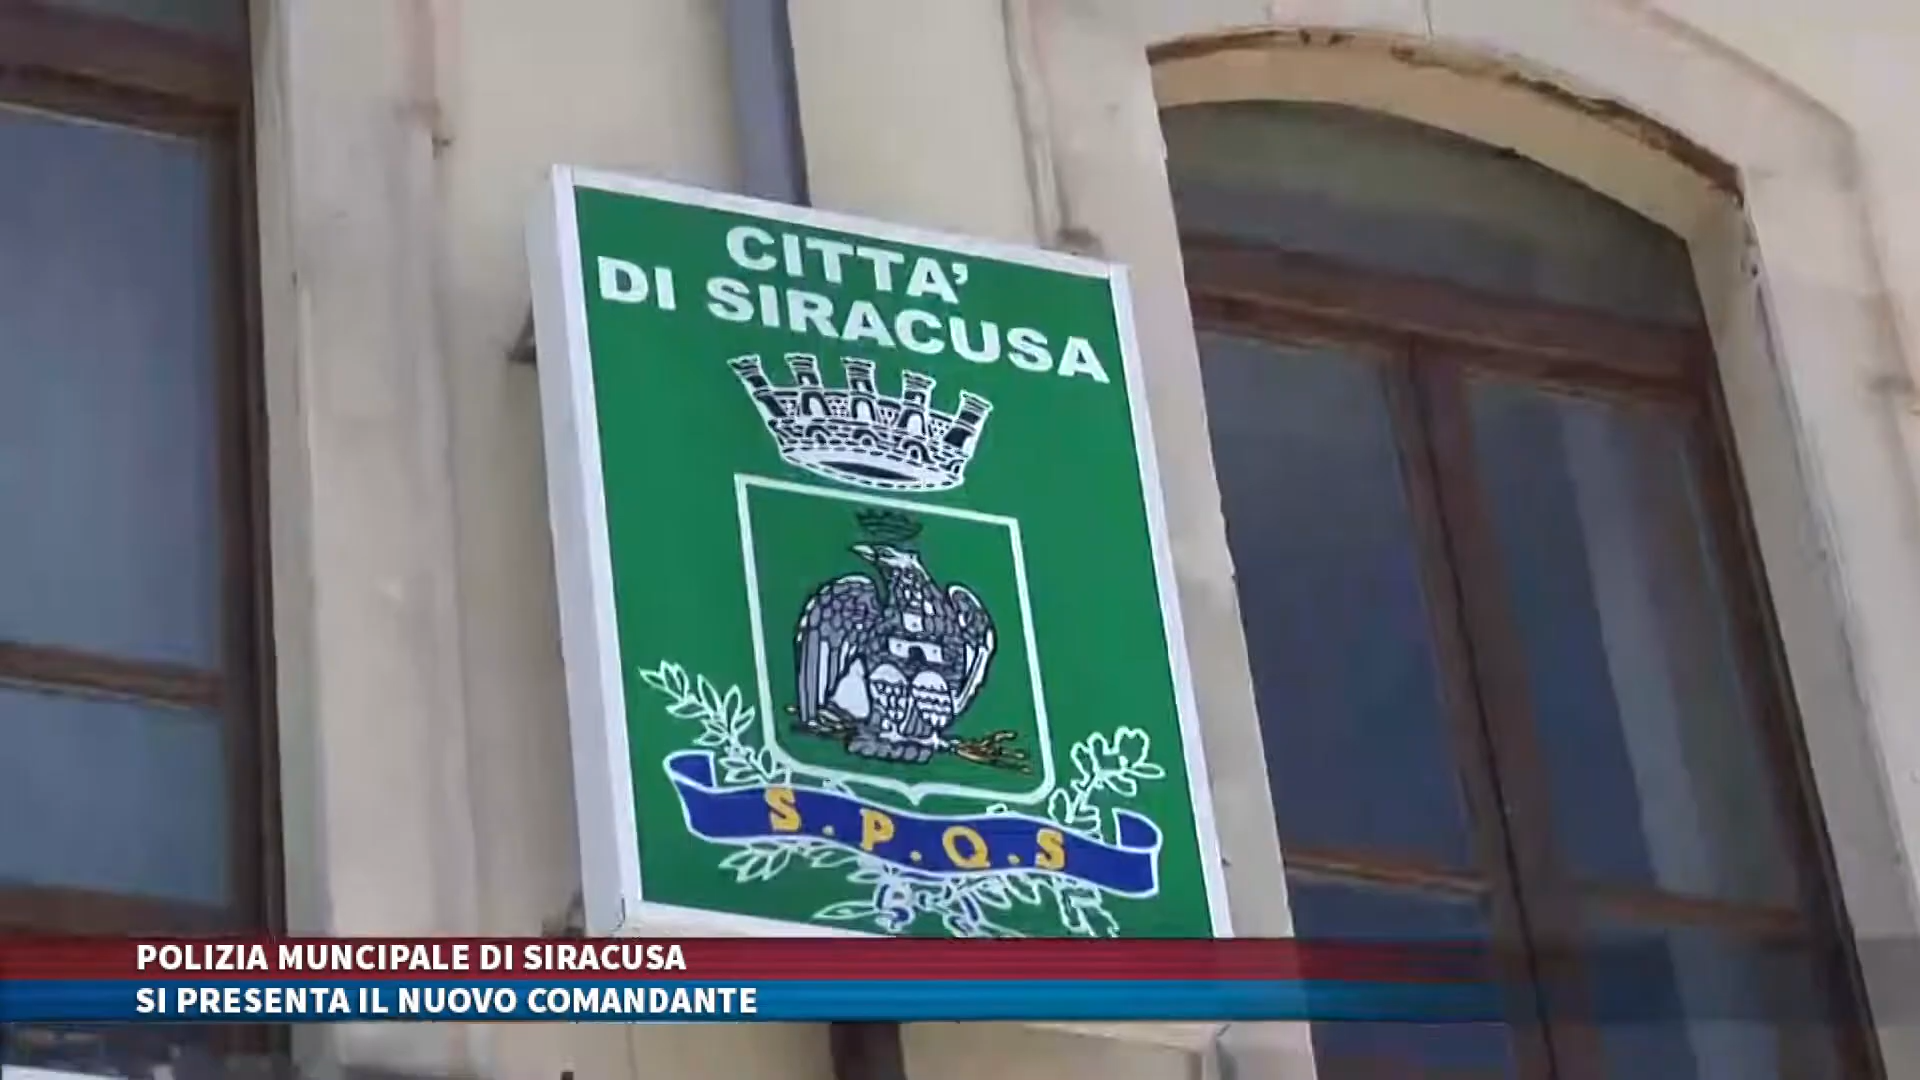 CITTA'
DI SIRACUSA
S.P.Q.S
POLIZIA MUNCIPALE DI SIRACUSA
SI PRESENTA IL NUOVO COMANDANTE